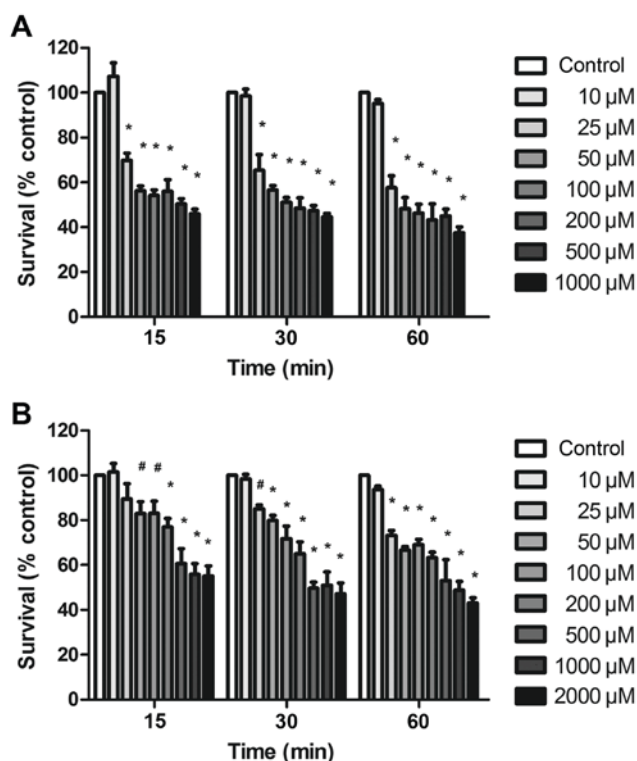 A
Survival (% control)
120
100
80
60
40
20
0
* * * * * *
* * * * * *
* * * * * *
15 30 60
Time (min)
Control
10 µM
25 µM
50 µM
100 µM
200 µM
500 µM
1000 µM
B
Survival (% control)
120
100
80
60
40
20
0
# # * * * *
# * * * * * *
* * * * * * *
15 30 60
Time (min)
Control
10 µM
25 µM
50 µM
100 µM
200 µM
500 µM
1000 µM
2000 µM